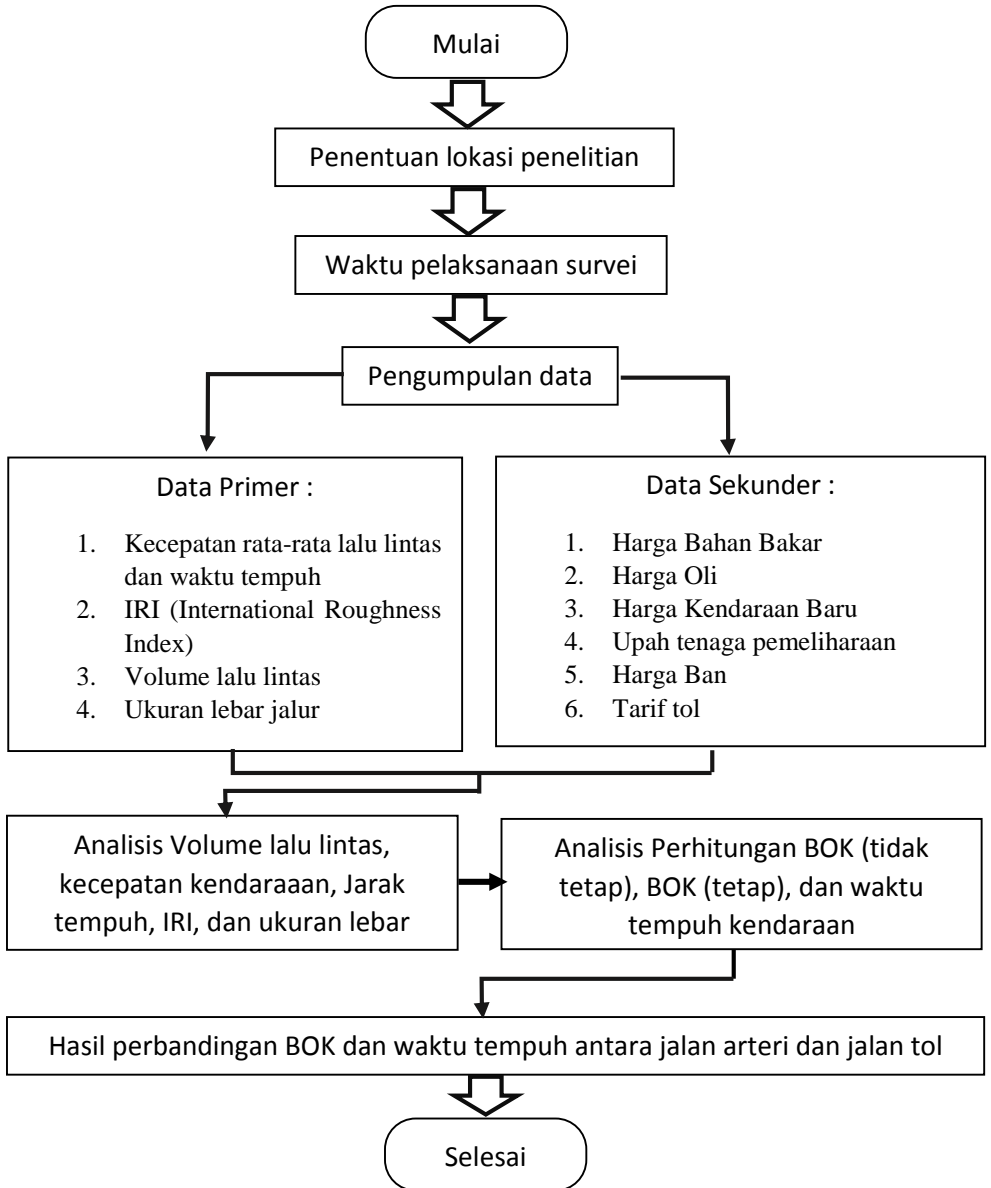 Mulai
Penentuan lokasi penelitian
Waktu pelaksanaan survei
Pengumpulan data
Data Primer :
1. Kecepatan rata-rata lalu lintas
dan waktu tempuh
2. IRI (International Roughness
Index)
3. Volume lalu lintas
4. Ukuran lebar jalur
Data Sekunder :
1. Harga Bahan Bakar
2. Harga Oli
3. Harga Kendaraan Baru
4. Upah tenaga pemeliharaan
5. Harga Ban
6. Tarif tol
Analisis Volume lalu lintas,
kecepatan kendaraaan, Jarak
tempuh, IRI, dan ukuran lebar
Analisis Perhitungan BOK (tidak
tetap), BOK (tetap), dan waktu
tempuh kendaraan
Hasil perbandingan BOK dan waktu tempuh antara jalan arteri dan jalan tol
Selesai